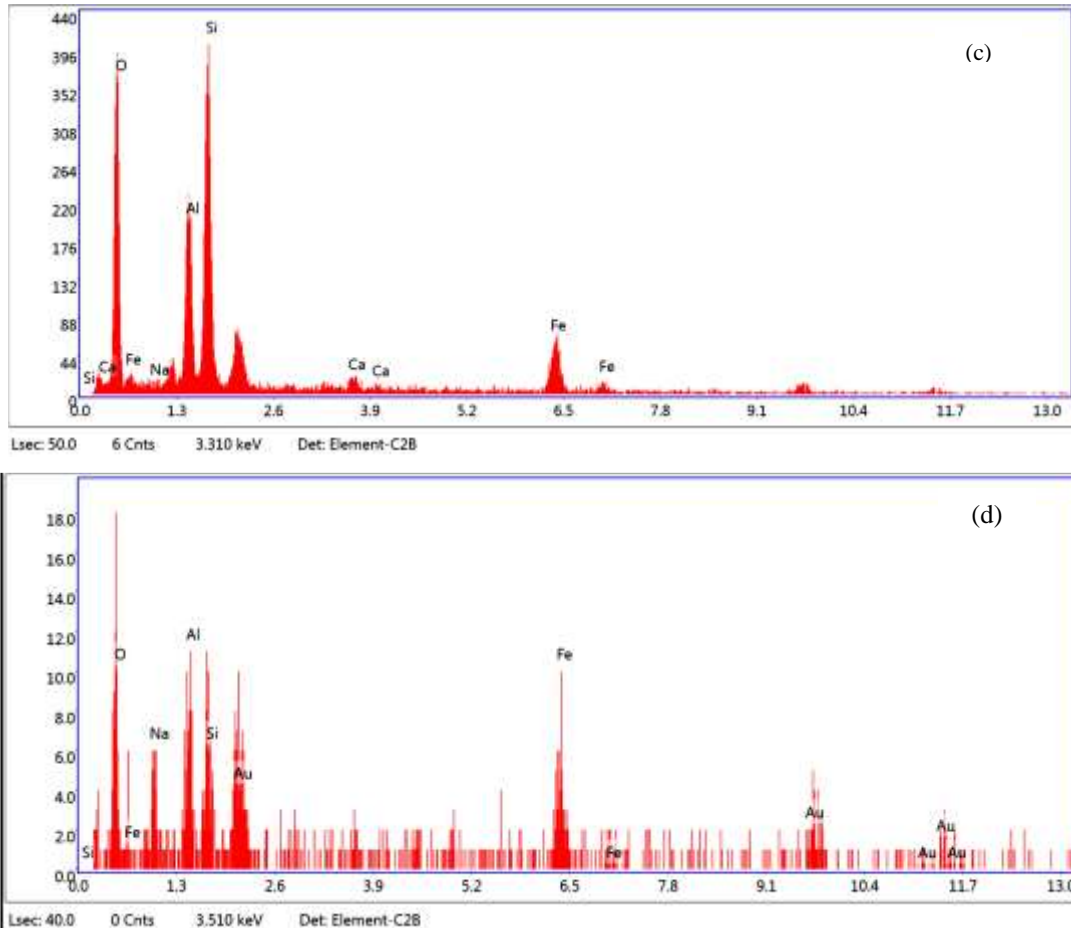 440
Si
(c)
396
O
352
308
264
220
Al
176
132
88
Fe
44
Si Ca Fe Na Ca Ca Fe
0.0 1.3 2.6 3.9 5.2 6.5 7.8 9.1 10.4 11.7 13.0
Lsec: 50.0 6 Cnts 3.310 keV Det: Element-C2B
18.0
(d)
16.0
14.0
12.0
Al
10.0
O Fe
8.0
Na Si
6.0
Au
4.0
Au
2.0
Fe Au
Si Fe Au Au
0.0
0.0 1.3 2.6 3.9 5.2 6.5 7.8 9.1 10.4 11.7 13.0
Lsec: 40.0 0 Cnts 3.510 keV Det: Element-C2B